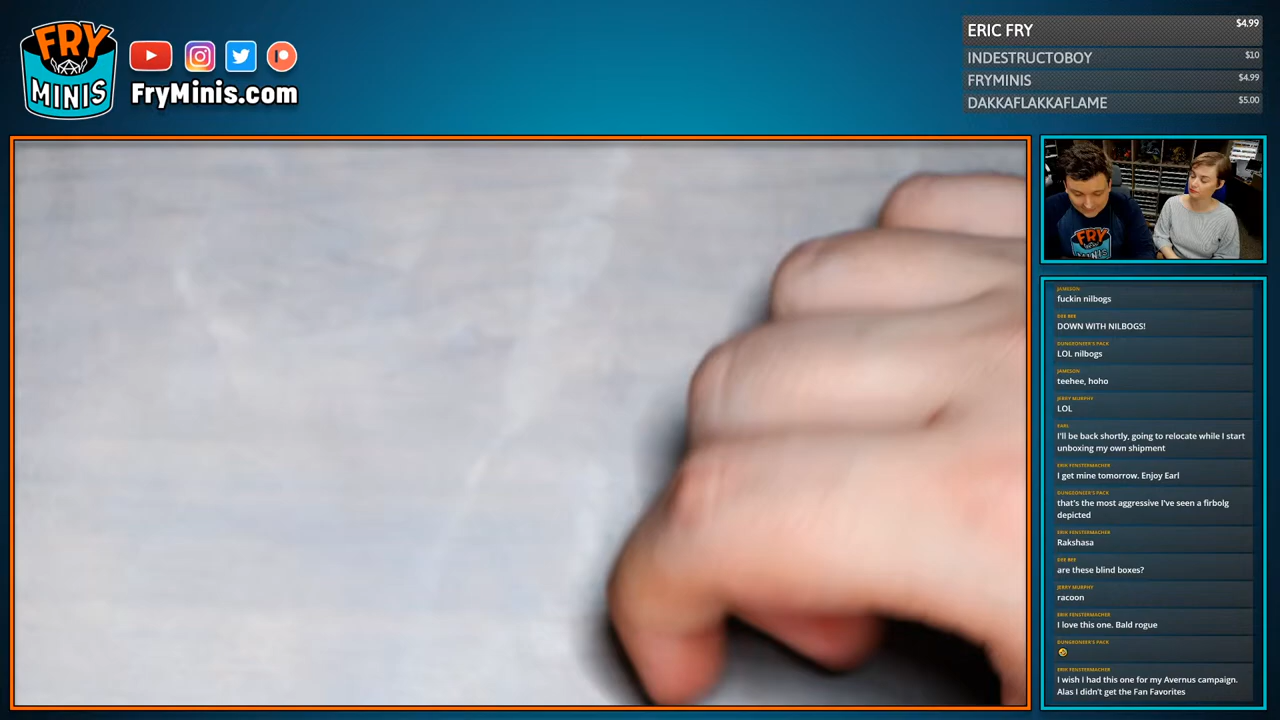 FRY
MINIS
FryMinis.com
ERIC FRY $4.99
INDESTRUCTOBOY $10
FRYMINIS $4.99
DAKKAFLAKKAFLAME $5.00
FRY
MINIS
JAMESON
fuckin nilbogs
DEE BEE
DOWN WITH NILBOGS!
DUNGEONEER'S PACK
LOL nilbogs
JAMESON
teehee, hoho
JERRY MURPHY
LOL
EARL
I'll be back shortly, going to relocate while I start
unboxing my own shipment
ERIK FENSTERMACHER
I get mine tomorrow. Enjoy Earl
DUNGEONEER'S PACK
that's the most aggressive I've seen a firbolg
depicted
ERIK FENSTERMACHER
Rakshasa
DEE BEE
are these blind boxes?
JERRY MURPHY
racoon
ERIK FENSTERMACHER
I love this one. Bald rogue
DUNGEONEER'S PACK
ERIK FENSTERMACHER
I wish I had this one for my Avernus campaign.
Alas I didn't get the Fan Favorites